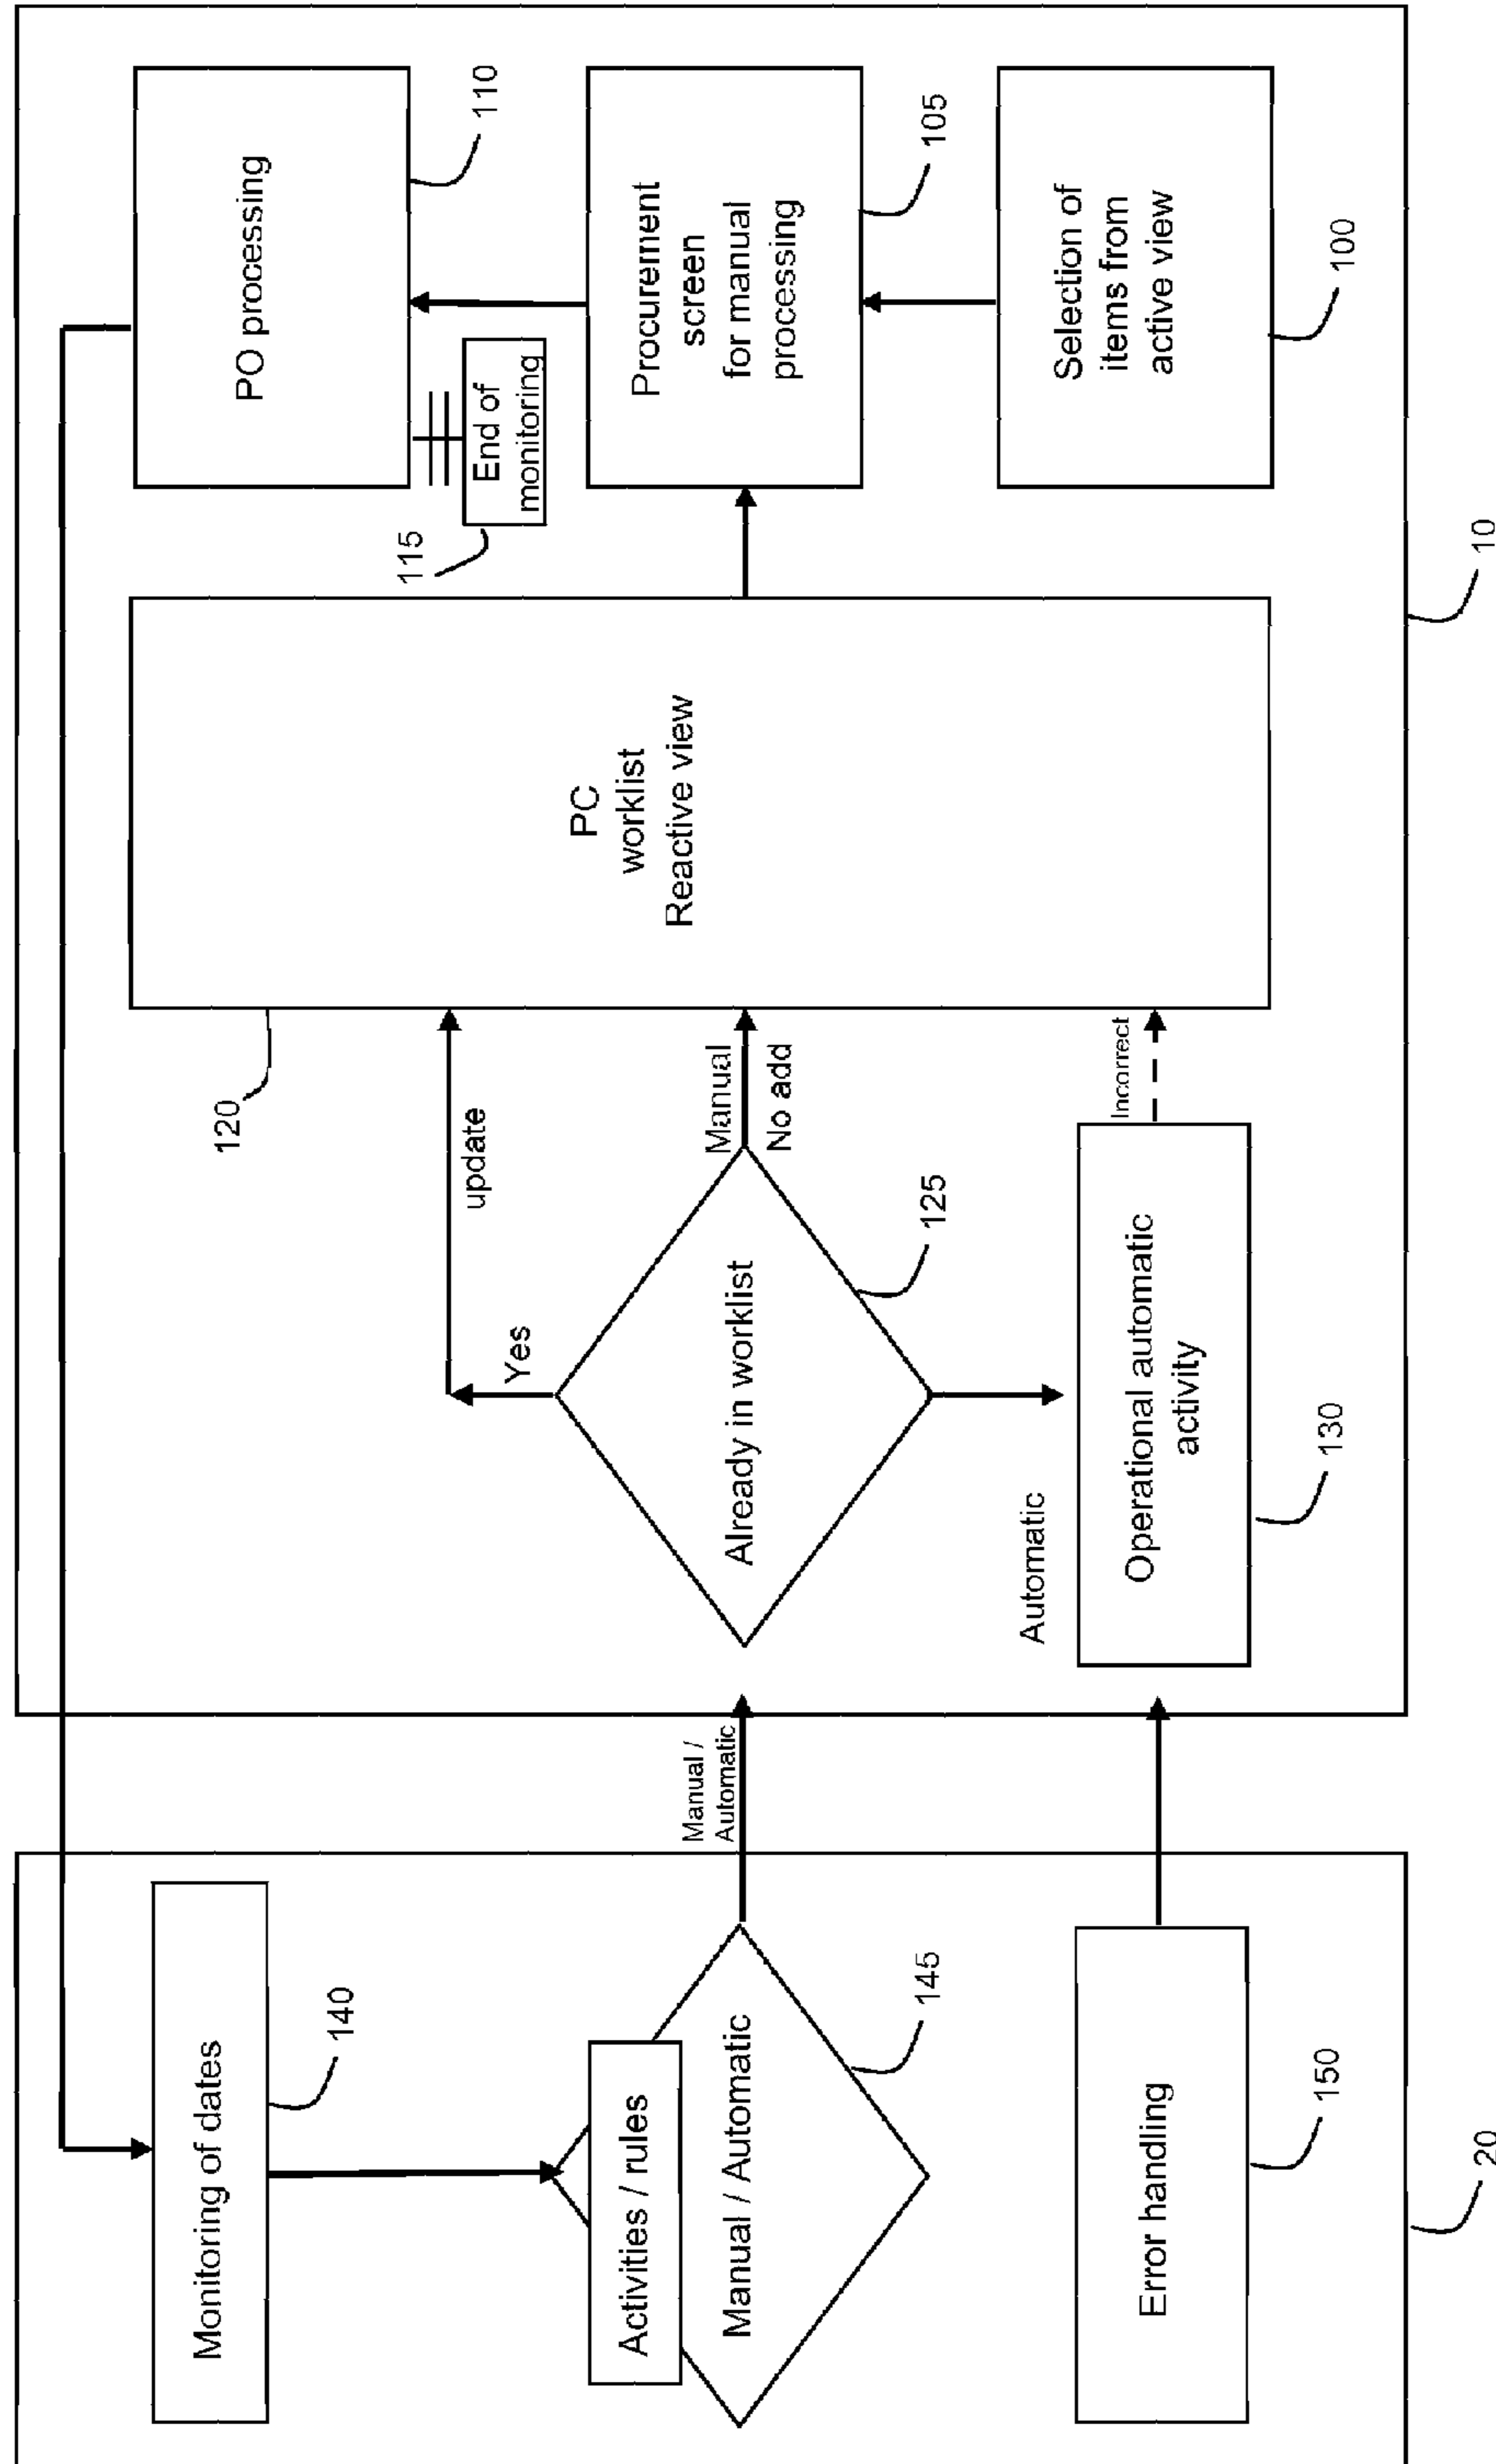 Monitoring of dates
140
Activities / rules
Manual / Automatic
145
Error handling
150
20
Manual /
Automatic
Already in worklist
125
Yes
update
Manual
No add
Automatic
Operational automatic
activity
130
Incorrect
PC
worklist
Reactive view
120
PO processing
110
End of
monitoring
115
Procurement
screen
for manual
processing
105
Selection of
items from
active view
100
10